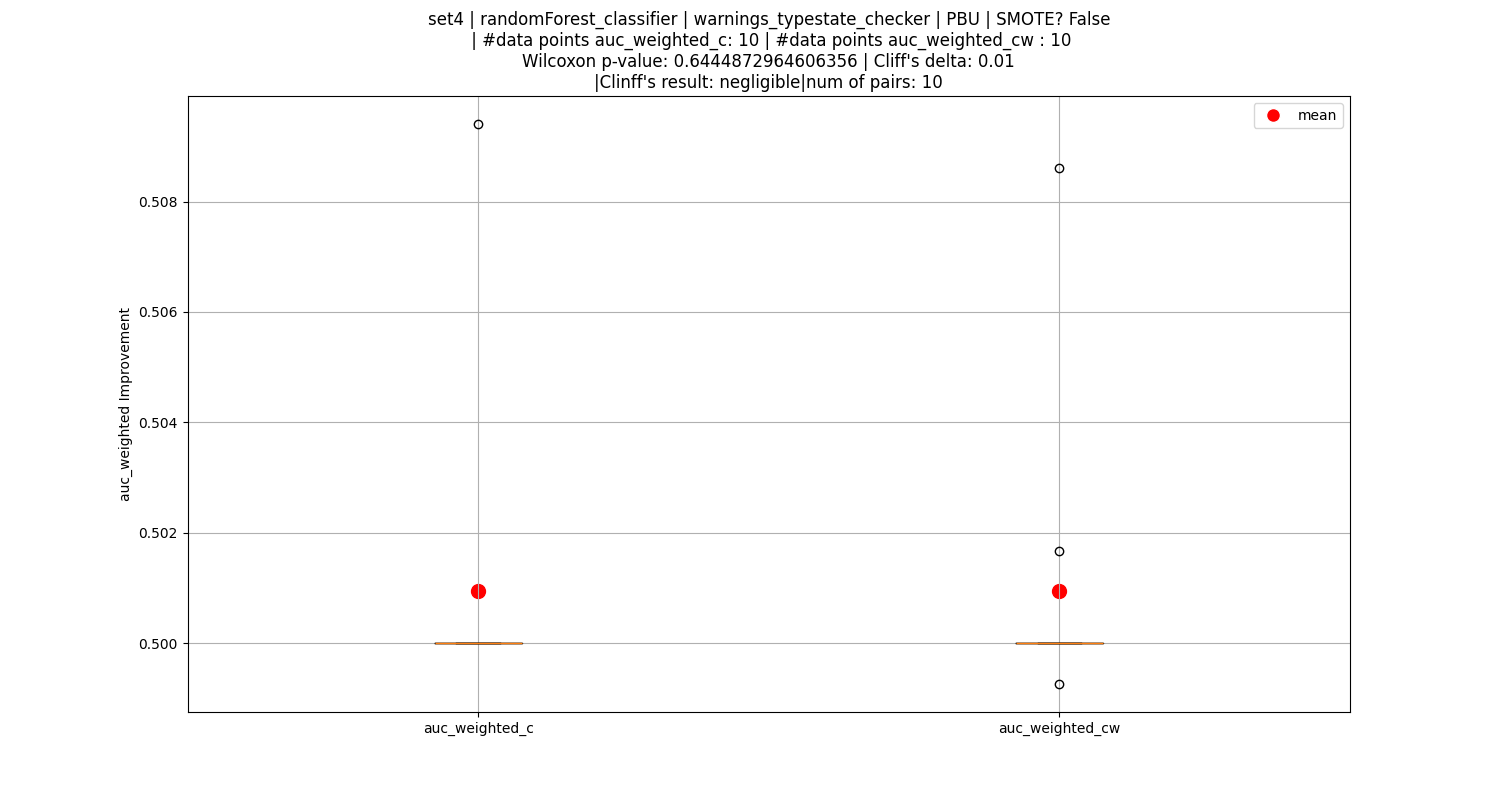 set4 | randomForest_classifier | warnings_typestate_checker | PBU | SMOTE? False
| #data points auc_weighted_c: 10 | #data points auc_weighted_cw : 10
Wilcoxon p-value: 0.6444872964606356 | Cliff's delta: 0.01
|Clinff's result: negligible|num of pairs: 10
mean
0.508
0.506
0.504
0.502
0.500
auc_weighted Improvement
auc_weighted_c
auc_weighted_cw